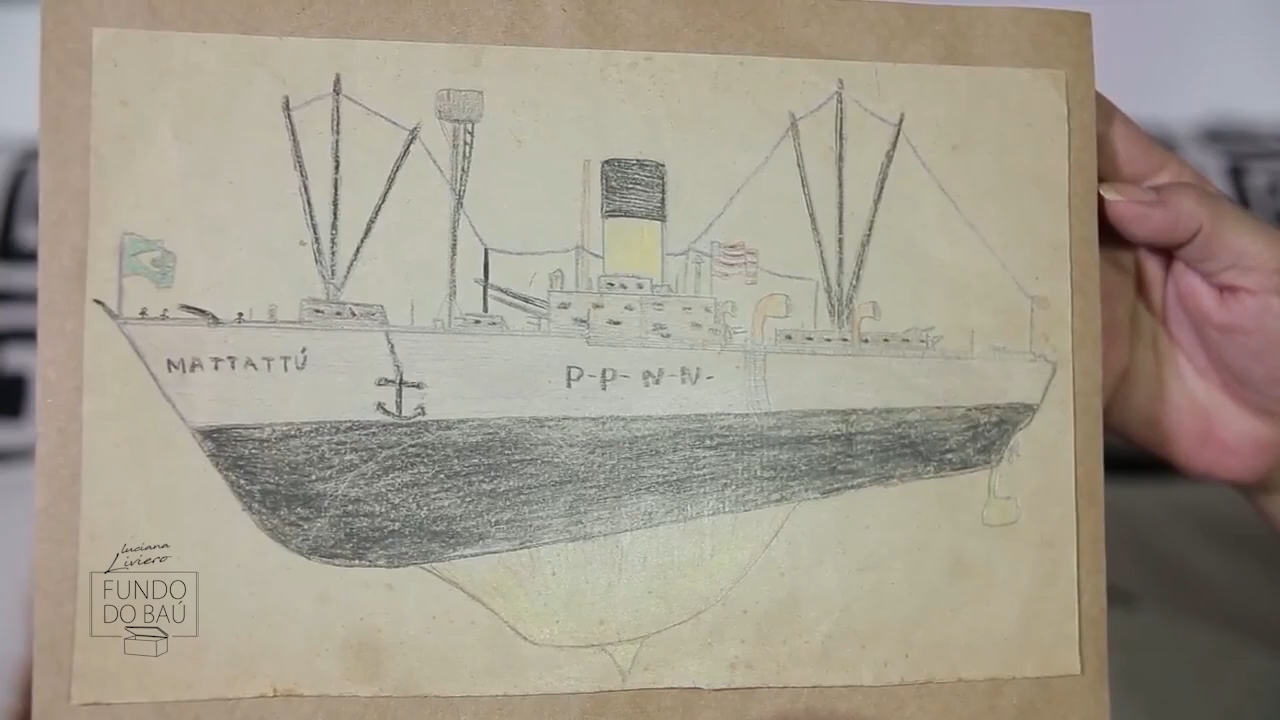 MATTATTÚ
P-P-N-N-
luciana
Liviero
FUNDO
DO BAÚ